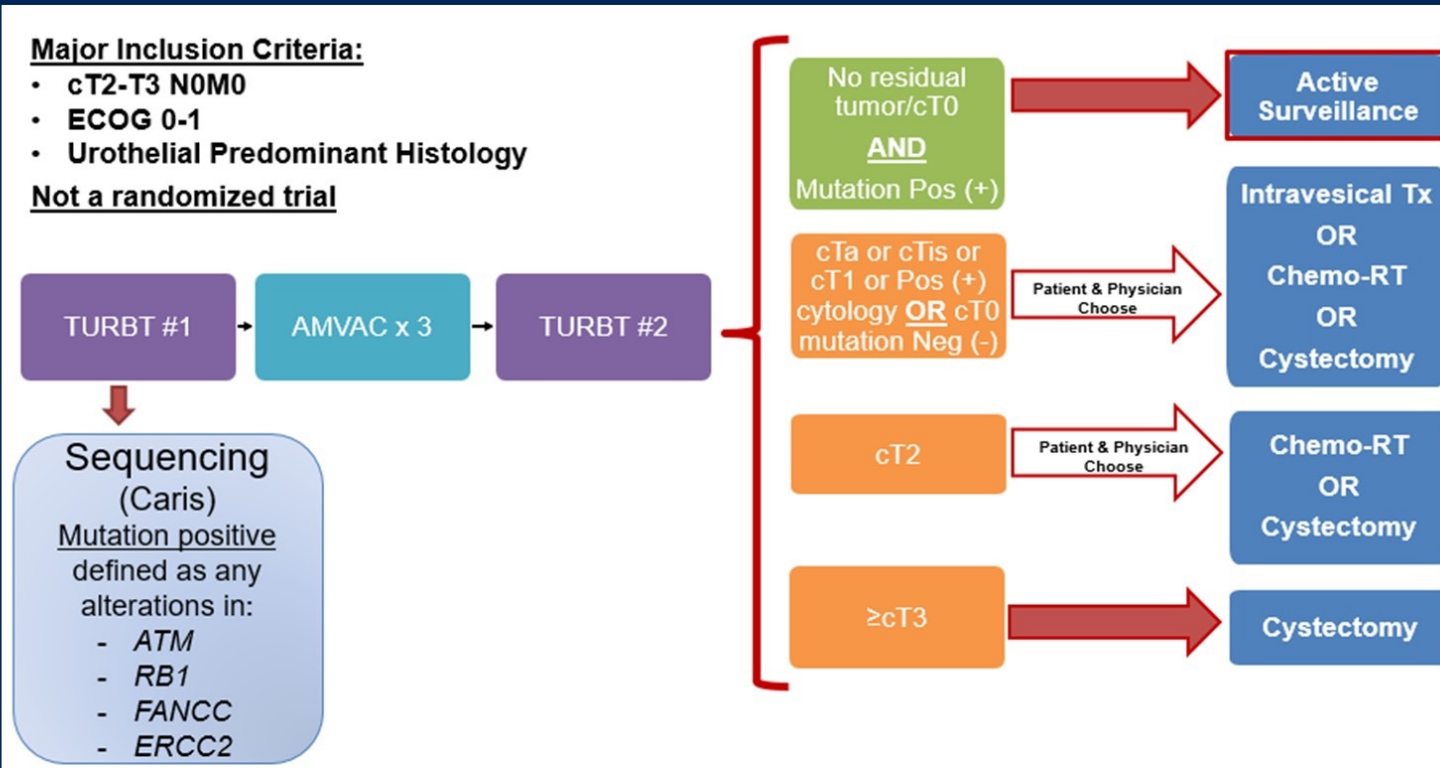 Major Inclusion Criteria:
• cT2-T3 N0M0
• ECOG 0-1
• Urothelial Predominant Histology
Not a randomized trial
TURBT #1
AMVAC x 3
TURBT #2
Sequencing
(Caris)
Mutation positive
defined as any
alterations in:
- ATM
- RB1
- FANCC
- ERCC2
No residual
tumor/cT0
AND
Mutation Pos (+)
Active
Surveillance
cTa or cTis or
cT1 or Pos (+)
cytology OR cT0
mutation Neg (-)
Patient & Physician
Choose
Intravesical Tx
OR
Chemo-RT
OR
Cystectomy
cT2
Patient & Physician
Choose
Chemo-RT
OR
Cystectomy
≥cT3
Cystectomy